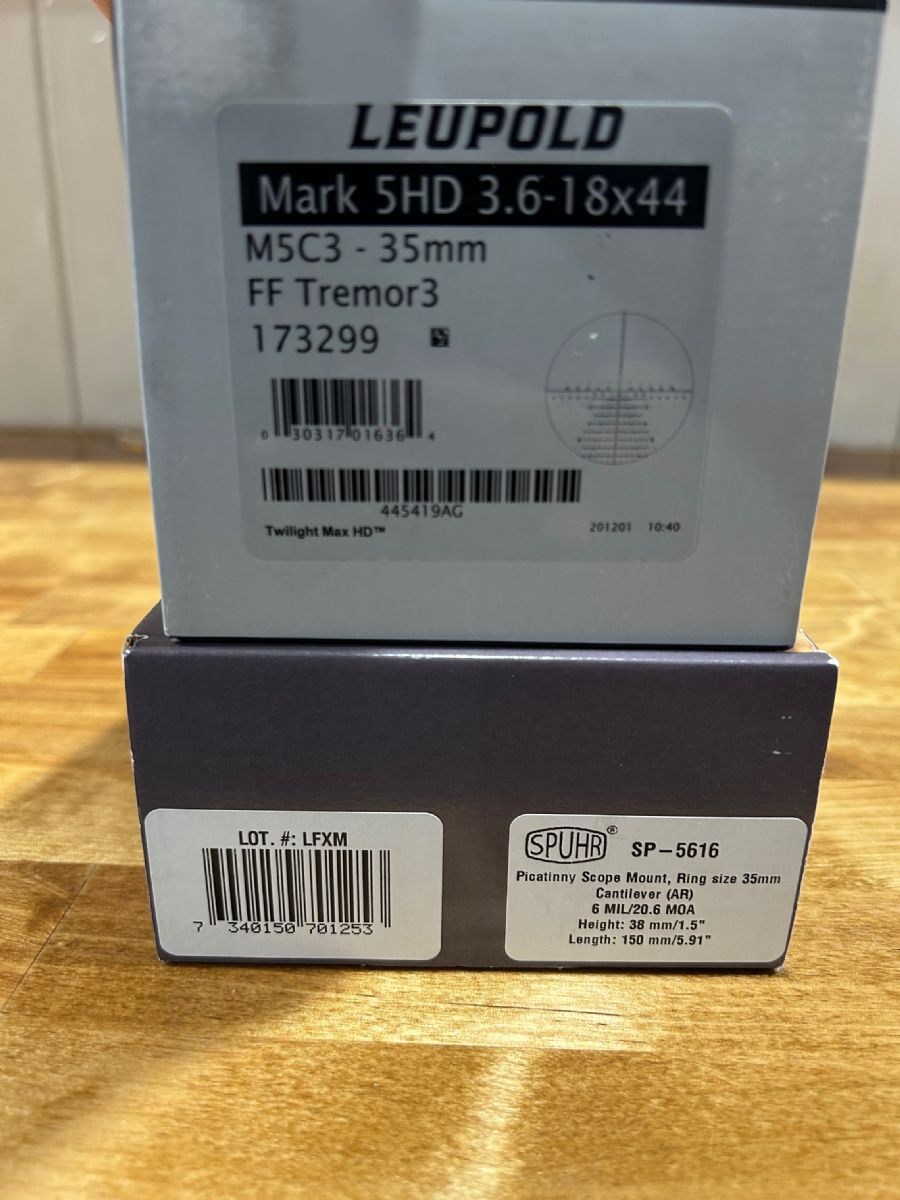 LEUPOLD
Mark 5HD 3.6-18x44
M5C3 - 35mm
FF Tremor3
173299
0 30317 01636 4
445419AG
Twilight Max HD™ 201201 10:40
LOT. #: LFXM
7 340150 701253
SPUHR® SP-5616
Picatinny Scope Mount, Ring size 35mm
Cantilever (AR)
6 MIL/20.6 MOA
Height: 38 mm/1.5"
Length: 150 mm/5.91"